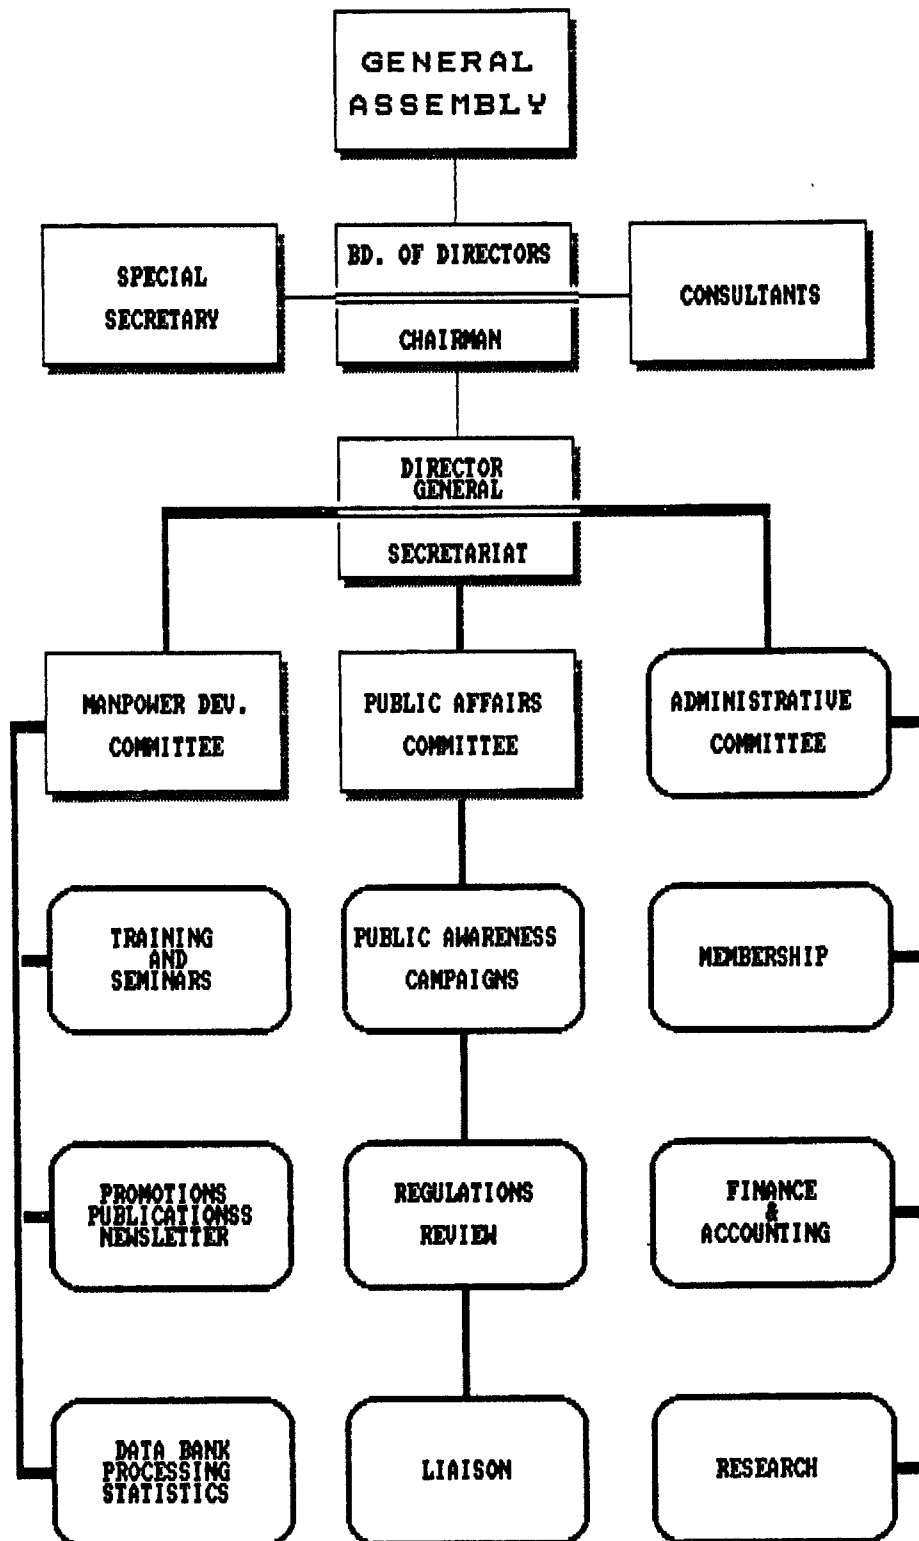 GENERAL
ASSEMBLY
SPECIAL
SECRETARY
BD. OF DIRECTORS
CHAIRMAN
CONSULTANTS
DIRECTOR
GENERAL
SECRETARIAT
MANPOWER DEV.
COMMITTEE
PUBLIC AFFAIRS
COMMITTEE
ADMINISTRATIVE
COMMITTEE
TRAINING
AND
SEMINARS
PUBLIC AWARENESS
CAMPAIGNS
MEMBERSHIP
PROMOTIONS
PUBLICATIONSS
NEWSLETTER
REGULATIONS
REVIEW
FINANCE
&
ACCOUNTING
DATA BANK
PROCESSING
STATISTICS
LIAISON
RESEARCH